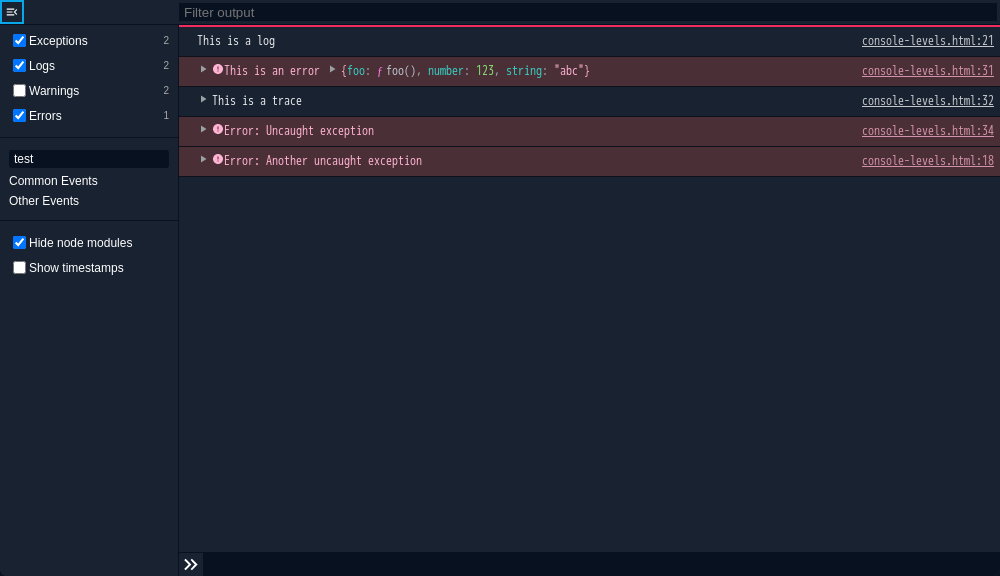 Filter output
Exceptions 2
Logs 2
Warnings 2
Errors 1
test
Common Events
Other Events
Hide node modules
Show timestamps
This is a log console-levels.html:21
This is an error {foo: ƒ foo(), number: 123, string: "abc"} console-levels.html:31
This is a trace console-levels.html:32
Error: Uncaught exception console-levels.html:34
Error: Another uncaught exception console-levels.html:18